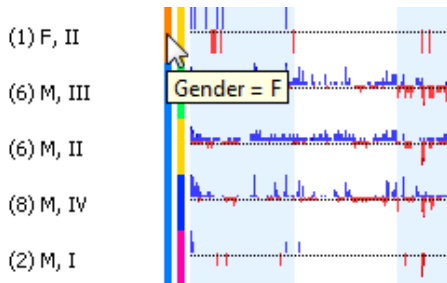 (1) F, II
Gender = F
(6) M, III
(6) M, II
(8) M, IV
(2) M, I